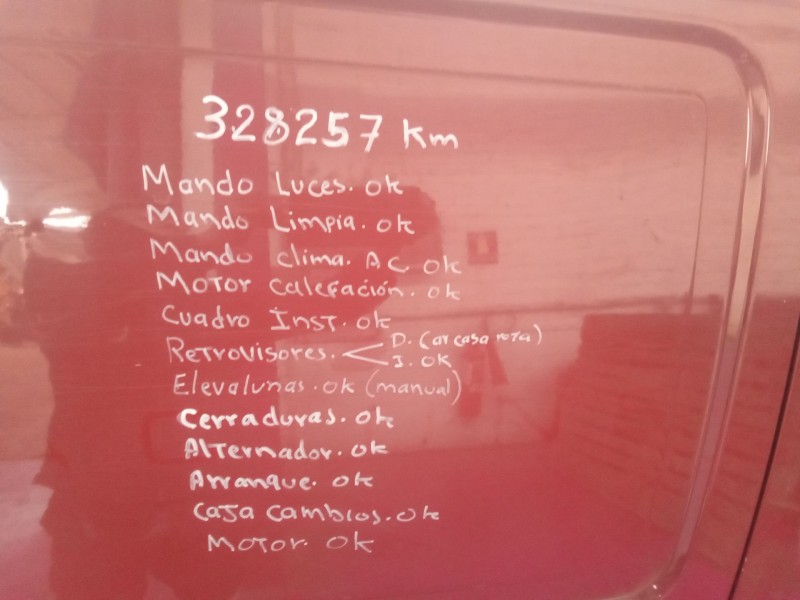 328257 Km
Mando Luces. ok
Mando Limpia. ok
Mando clima. AC ok
Motor calefación. ok
Cuadro Inst. ok
Retrovisores. D. (carcasa rota)
I. OK
Elevalunas. ok (manual)
Cerraduras. ok
Alternador. ok
Arranque. ok
Caja cambios. ok
Motor. OK